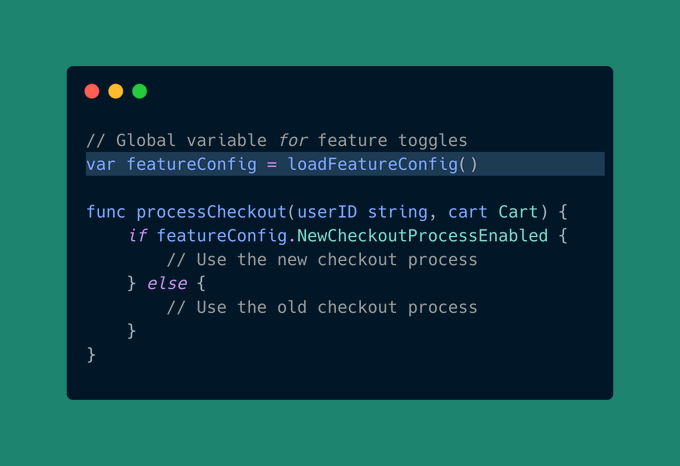 // Global variable for feature toggles
var featureConfig = loadFeatureConfig()

func processCheckout(userID string, cart Cart) {
    if featureConfig.NewCheckoutProcessEnabled {
        // Use the new checkout process
    } else {
        // Use the old checkout process
    }
}